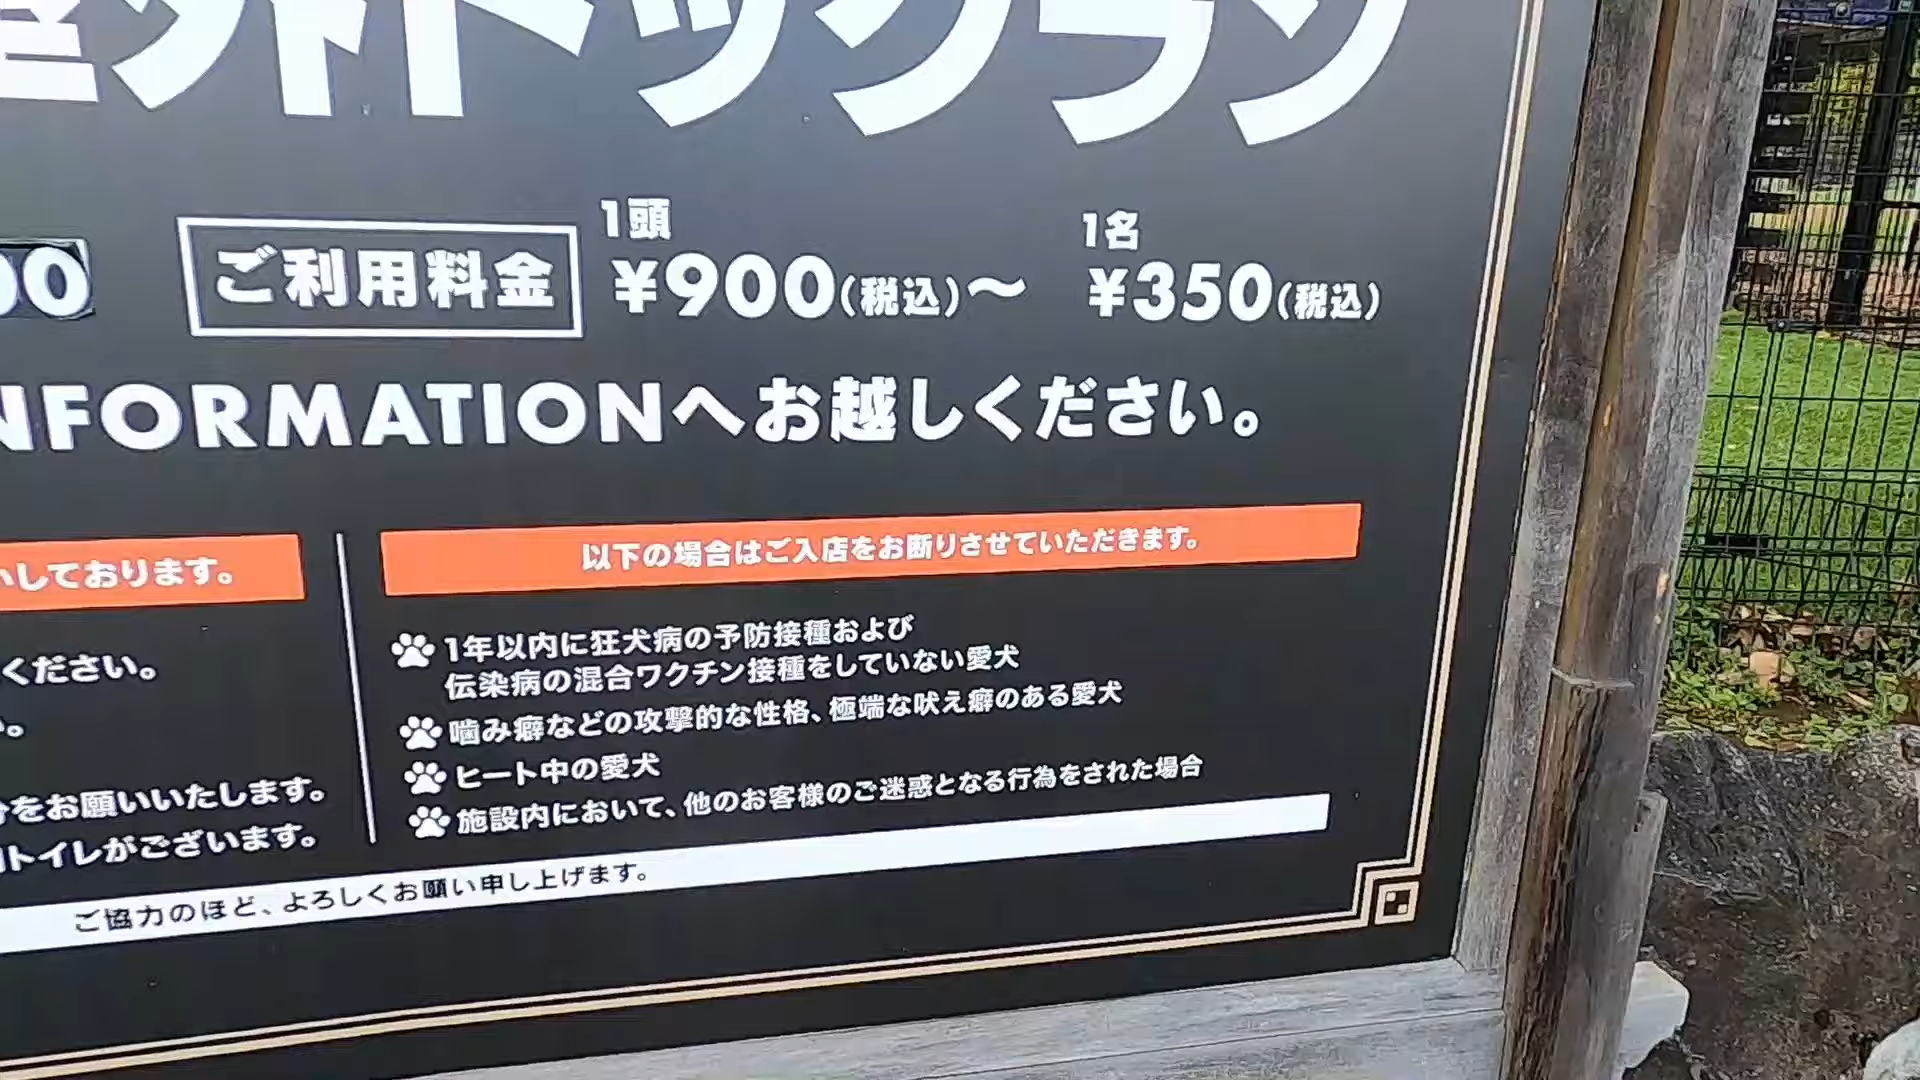 外ドッグラン
00
ご利用料金
1頭
¥900(税込)～
1名
¥350(税込)
NFORMATIONへお越しください。
しております。
ください。
以下の場合はご入店をお断りさせていただきます。
1年以内に狂犬病の予防接種および
伝染病の混合ワクチン接種をしていない愛犬
噛み癖などの攻撃的な性格、極端な吠え癖のある愛犬
ヒート中の愛犬
施設内において、他のお客様のご迷惑となる行為をされた場合
をお願いいたします。
トイレがございます。
ご協力のほど、よろしくお願い申し上げます。